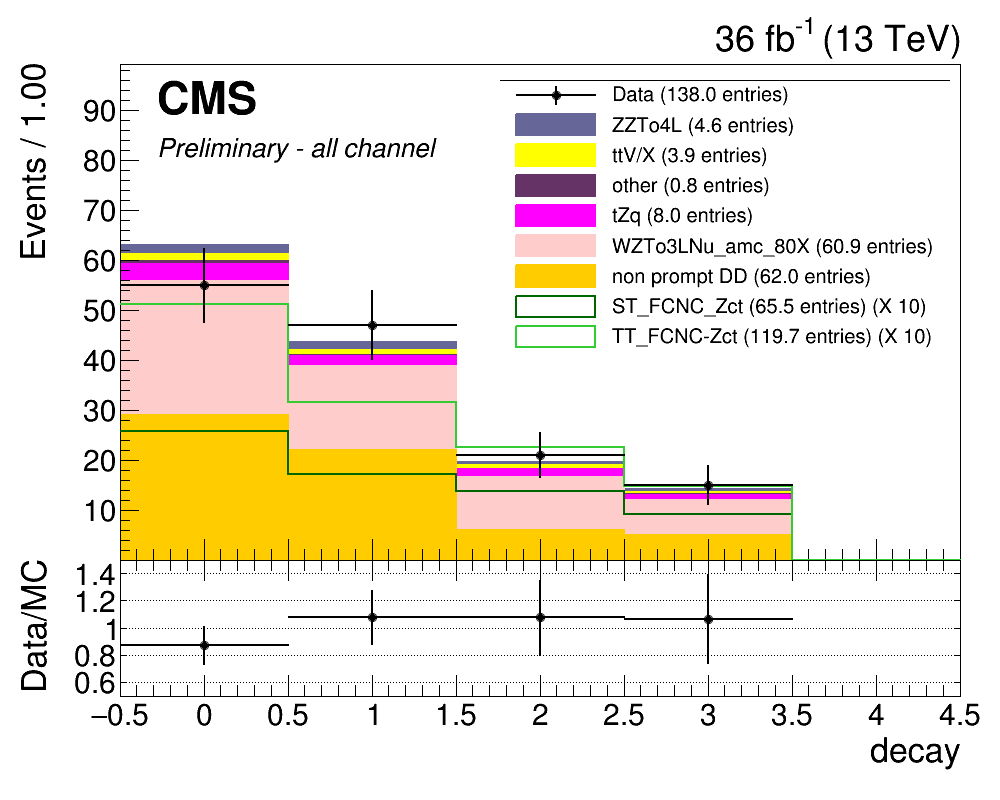 36 fb-1 (13 TeV)
Events / 1.00
CMS
Preliminary - all channel
Data (138.0 entries)
ZZTo4L (4.6 entries)
ttV/X (3.9 entries)
other (0.8 entries)
tZq (8.0 entries)
WZTo3LNu_amc_80X (60.9 entries)
non prompt DD (62.0 entries)
ST_FCNC_Zct (65.5 entries) (X 10)
TT_FCNC-Zct (119.7 entries) (X 10)
90
80
70
60
50
40
30
20
10
Data/MC
1.4
1.2
1
0.8
0.6
−0.5 0 0.5 1 1.5 2 2.5 3 3.5 4 4.5
decay